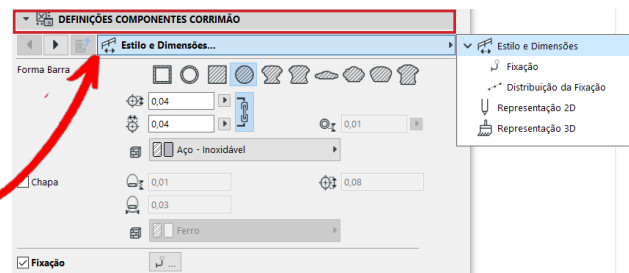 DEFINIÇÕES COMPONENTES CORRIMÃO
Estilo e Dimensões...
Estilo e Dimensões
Fixação
Distribuição da Fixação
Representação 2D
Representação 3D
Forma Barra
0,04
0,04
0,01
Aço - Inoxidável
Chapa
0,01
0,08
0,03
Ferro
Fixação
...